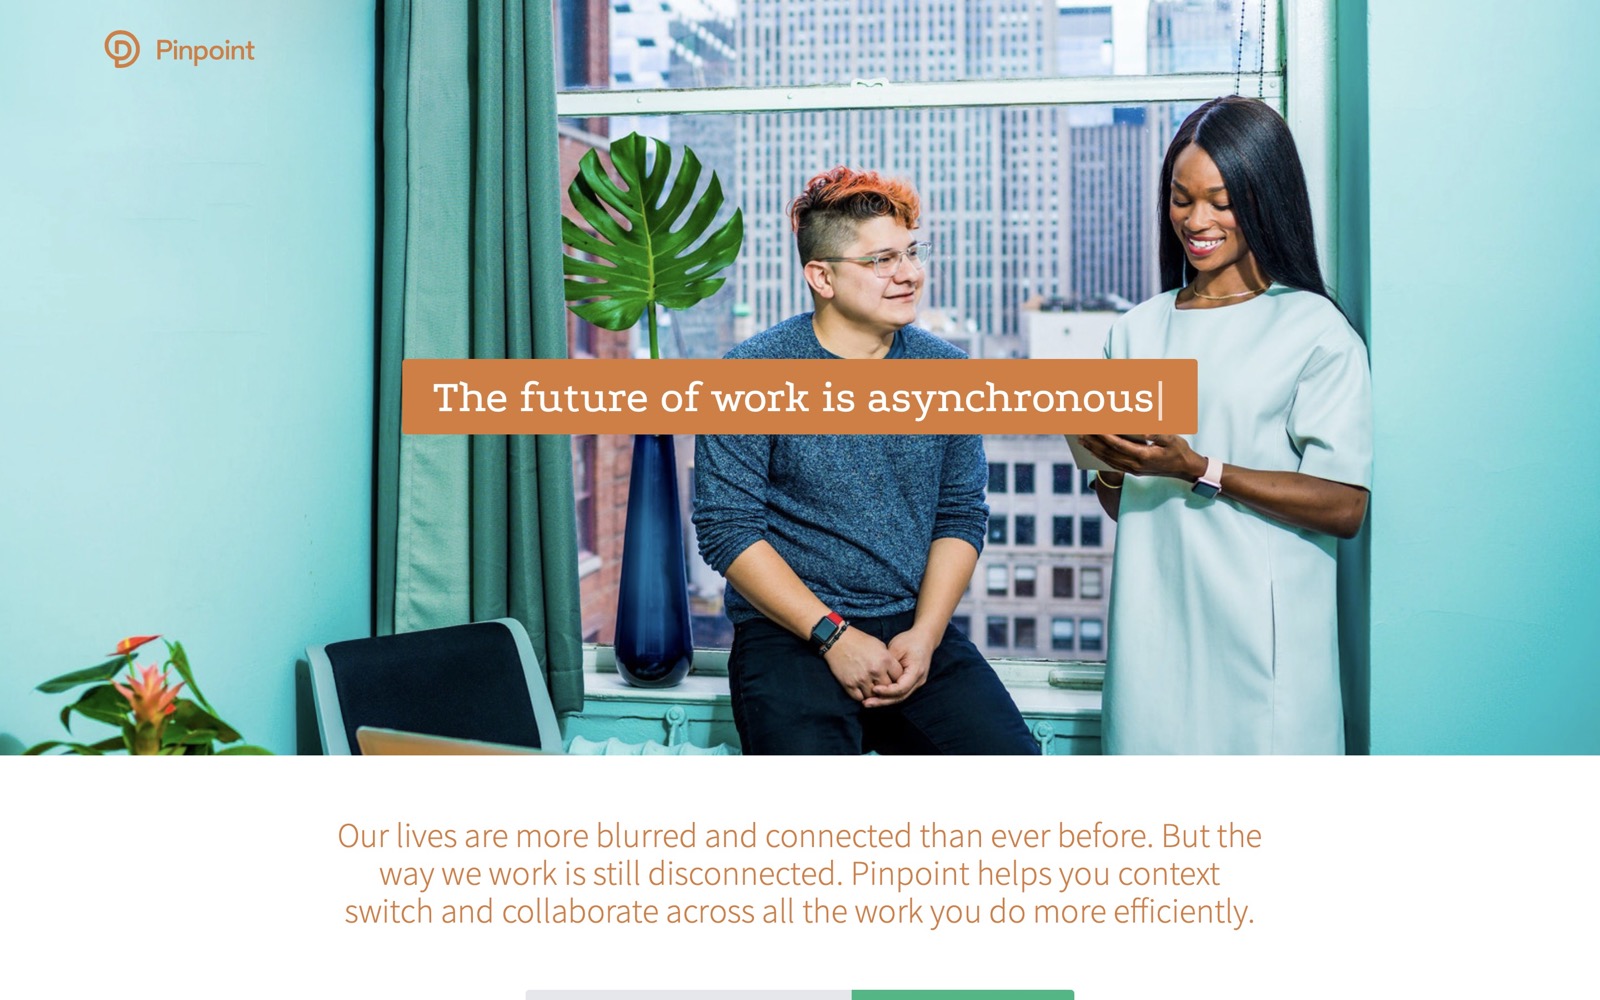 Pinpoint
The future of work is asynchronous|
Our lives are more blurred and connected than ever before. But the
way we work is still disconnected. Pinpoint helps you context
switch and collaborate across all the work you do more efficiently.